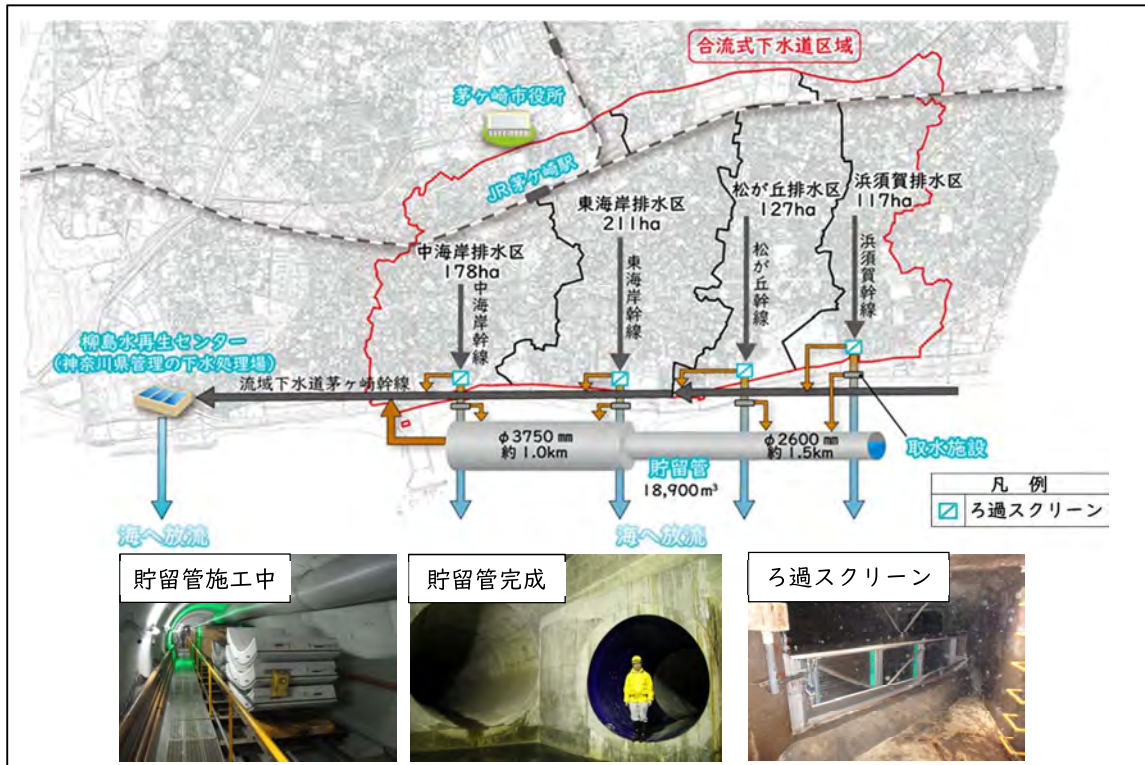 合流式下水道区域
茅ヶ崎市役所
JR茅ケ崎駅
中海岸排水区
178ha
中海岸幹線
東海岸排水区
211ha
東海岸幹線
松が丘排水区
127ha
松が丘幹線
浜須賀排水区
117ha
浜須賀幹線
柳島水再生センター
(神奈川県管理の下水処理場)
流域下水道茅ヶ崎幹線
φ3750㎜
約1.0km
φ2600㎜
約1.5km
取水施設
貯留管
18,900m³
凡 例
ろ過スクリーン
海へ放流
海へ放流
貯留管施工中
貯留管完成
ろ過スクリーン